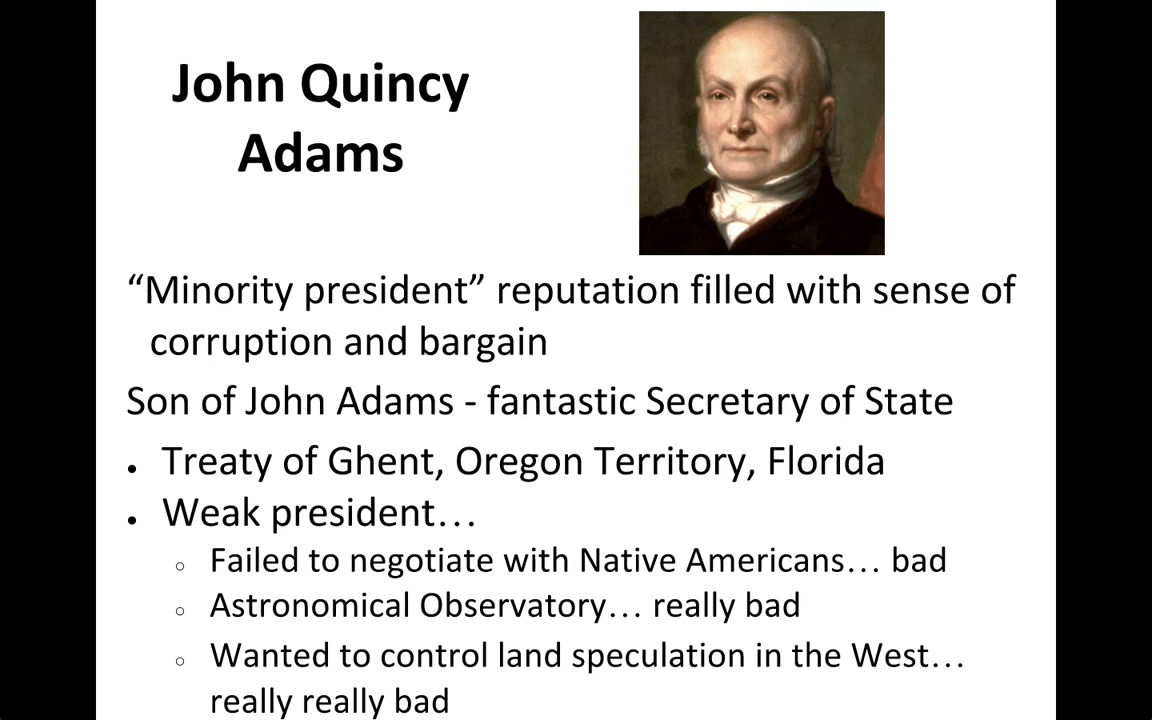 John Quincy
Adams
“Minority president” reputation filled with sense of
corruption and bargain
Son of John Adams - fantastic Secretary of State
• Treaty of Ghent, Oregon Territory, Florida
• Weak president…
○ Failed to negotiate with Native Americans… bad
○ Astronomical Observatory… really bad
○ Wanted to control land speculation in the West…
really really bad